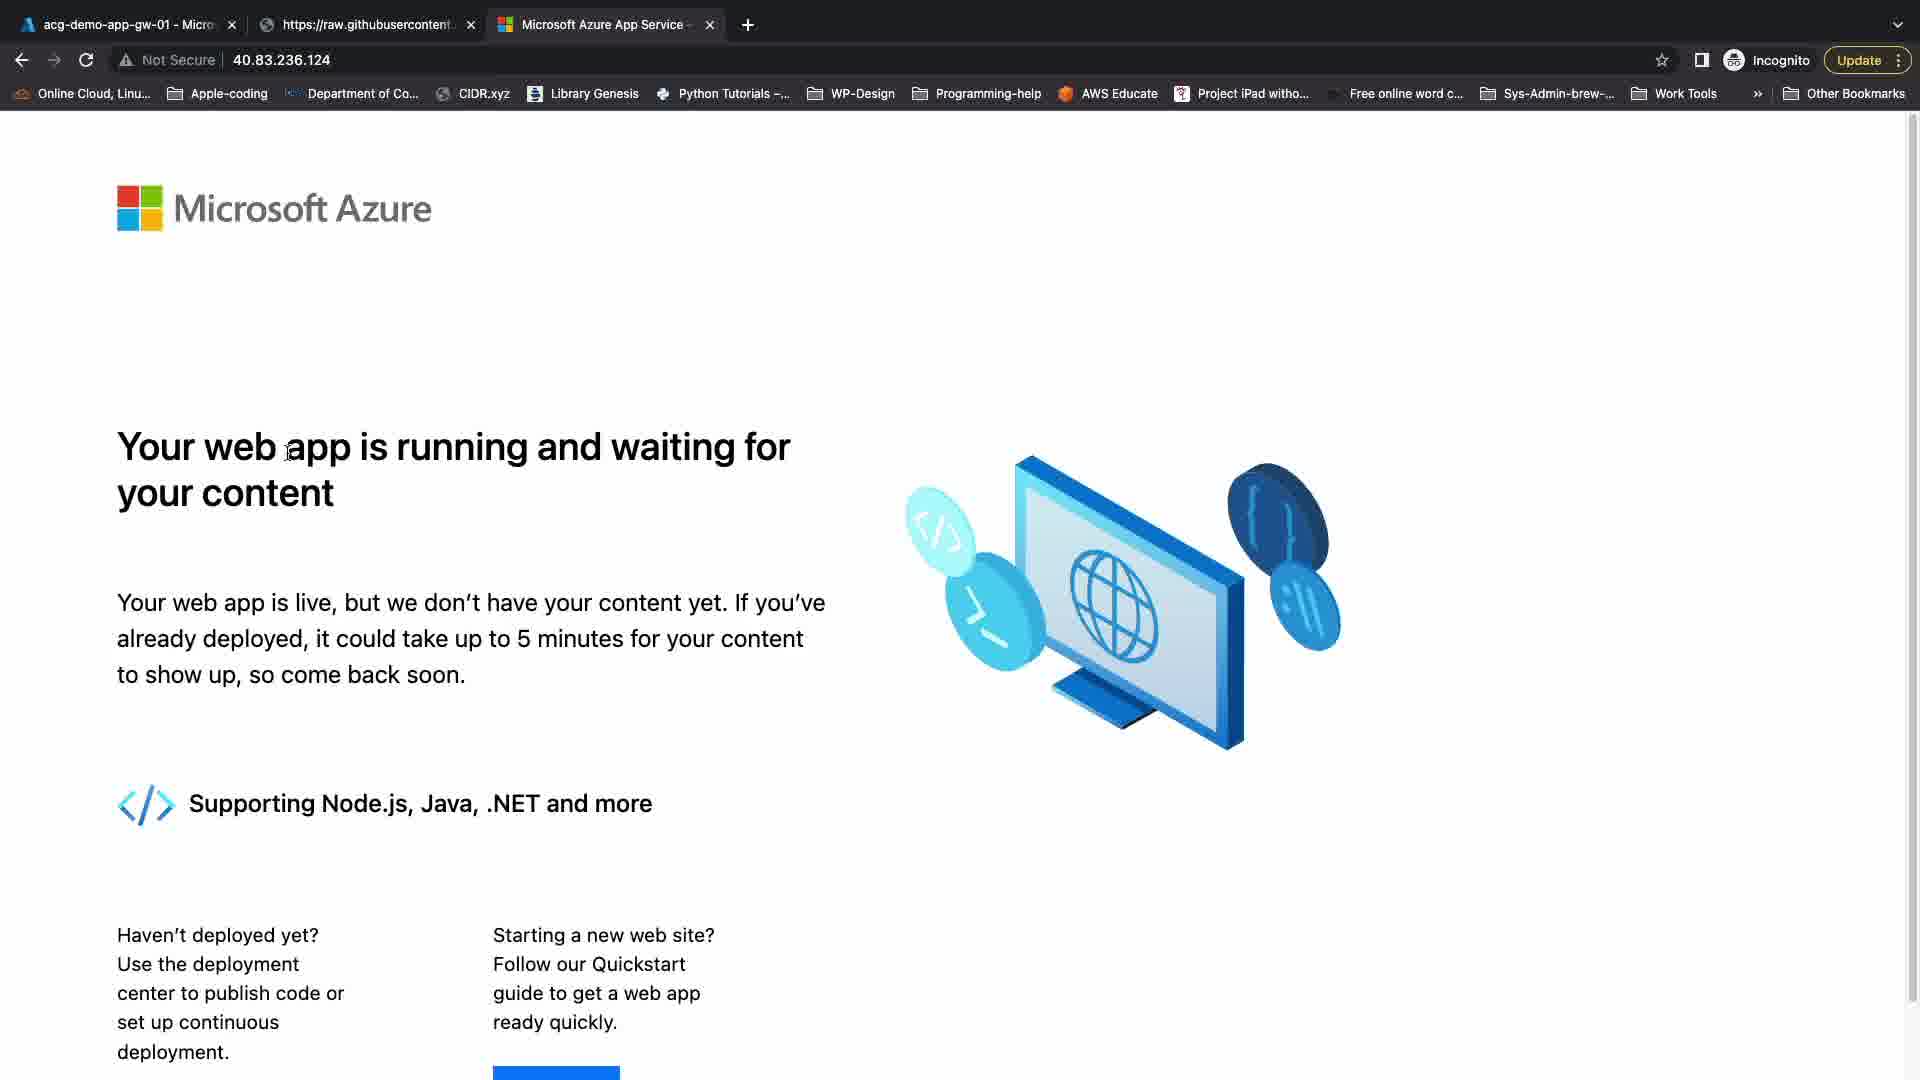 acg-demo-app-gw-01 - Micro
https://raw.githubusercontent.
Microsoft Azure App Service -
Not Secure
40.83.236.124
Incognito
Update
Online Cloud, Linu...
Apple-coding
Department of Co...
CIDR.xyz
Library Genesis
Python Tutorials –...
WP-Design
Programming-help
AWS Educate
Project iPad witho...
Free online word c...
Sys-Admin-brew-...
Work Tools
»
Other Bookmarks
Microsoft Azure
Your web app is running and waiting for
your content
Your web app is live, but we don’t have your content yet. If you’ve
already deployed, it could take up to 5 minutes for your content
to show up, so come back soon.
Supporting Node.js, Java, .NET and more
Haven’t deployed yet?
Use the deployment
center to publish code or
set up continuous
deployment.
Starting a new web site?
Follow our Quickstart
guide to get a web app
ready quickly.